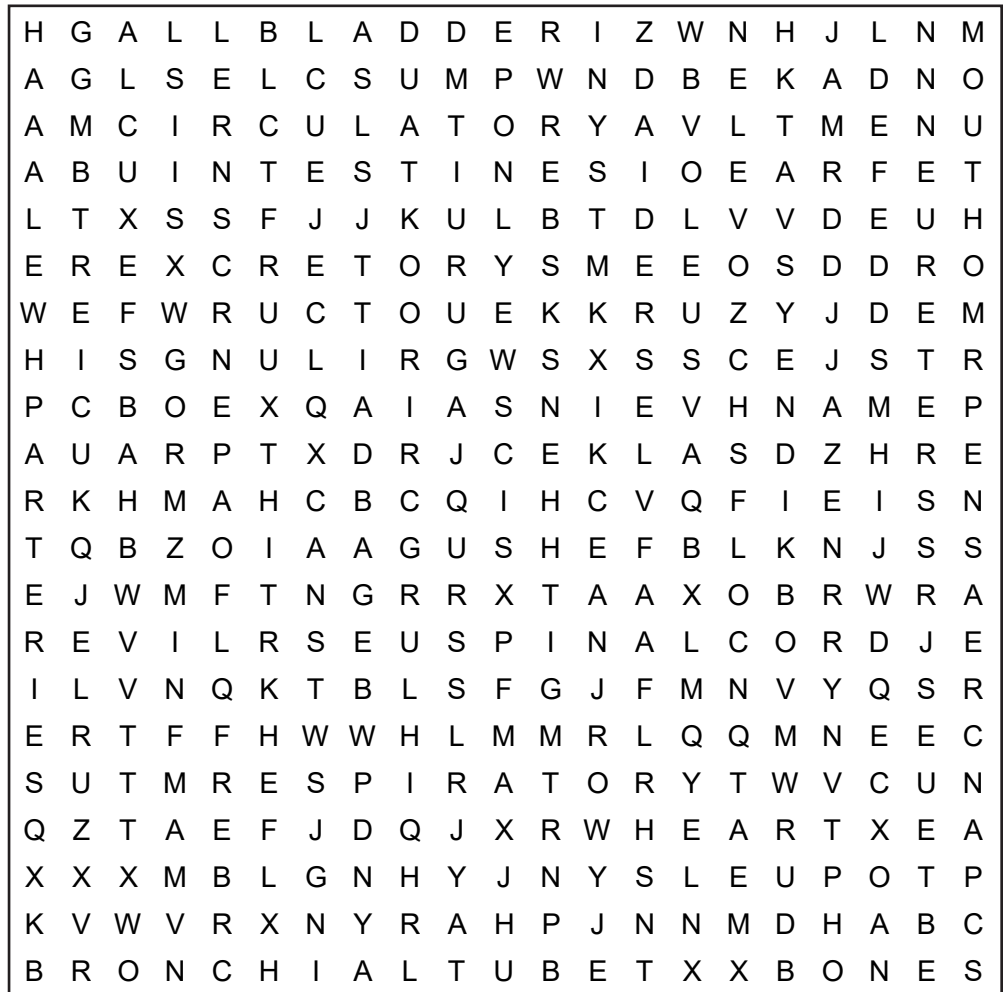 H G A L L B L A D D E R I Z W N H J L N M
A G L S E L C S U M P W N D B E K A D N O
A M C I R C U L A T O R Y A V L T M E N U
A B U I N T E S T I N E S I O E A R F E T
L T X S S F J J K U L B T D L V V D E U H
E R E X C R E T O R Y S M E E O S D D R O
W E F W R U C T O U E K K R U Z Y J D E M
H I S G N U L I R G W S X S S C E J S T R
P C B O E X Q A I A S N I E V H N A M E P
A U A R P T X D R J C E K L A S D Z H R E
R K H M A H C B C Q I H C V Q F I E I S N
T Q B Z O I A A G U S H E F B L K N J S S
E J W M F T N G R R X T A A X O B R W R A
R E V I L R S E U S P I N A L C O R D J E
I L V N Q K T B L S F G J F M N V Y Q S R
E R T F F H W W H L M M R L Q Q M N E E C
S U T M R E S P I R A T O R Y T W V C U N
Q Z T A E F J D Q J X R W H E A R T X E A
X X X M B L G N H Y J N Y S L E U P O T P
K V W V R X N Y R A H P J N N M D H A B C
B R O N C H I A L T U B E T X X B O N E S